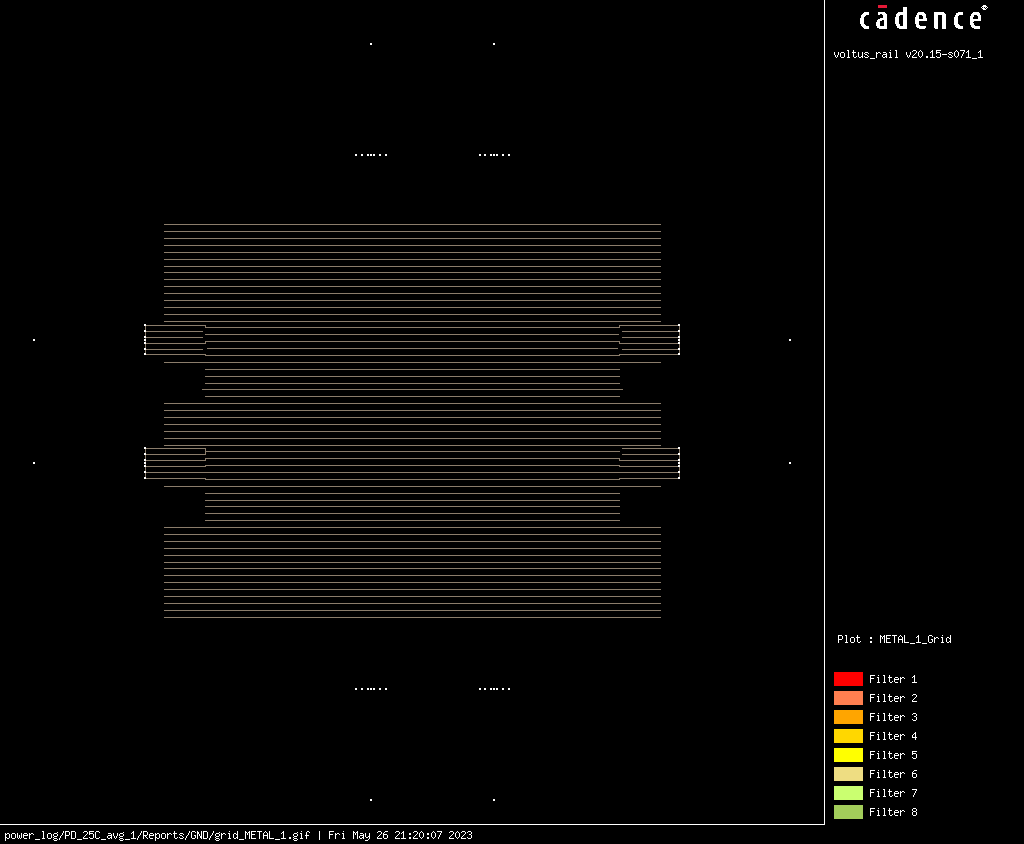 cādence®
voltus_rail v20.15-s071_1
Plot : METAL_1_Grid
Filter 1
Filter 2
Filter 3
Filter 4
Filter 5
Filter 6
Filter 7
Filter 8
power_log/PD_25C_avg_1/Reports/GND/grid_METAL_1.gif | Fri May 26 21:20:07 2023